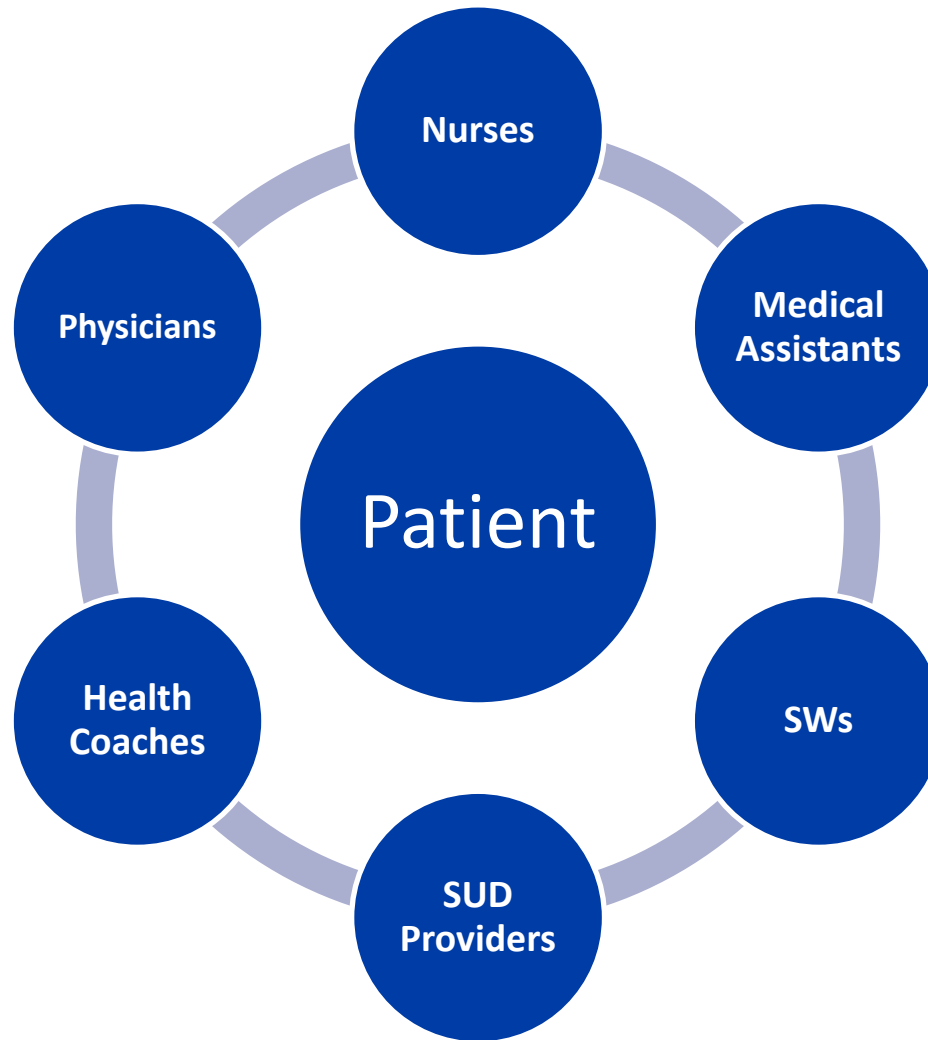 Nurses
Medical
Assistants
Physicians
Patient
Health
Coaches
SWs
SUD
Providers